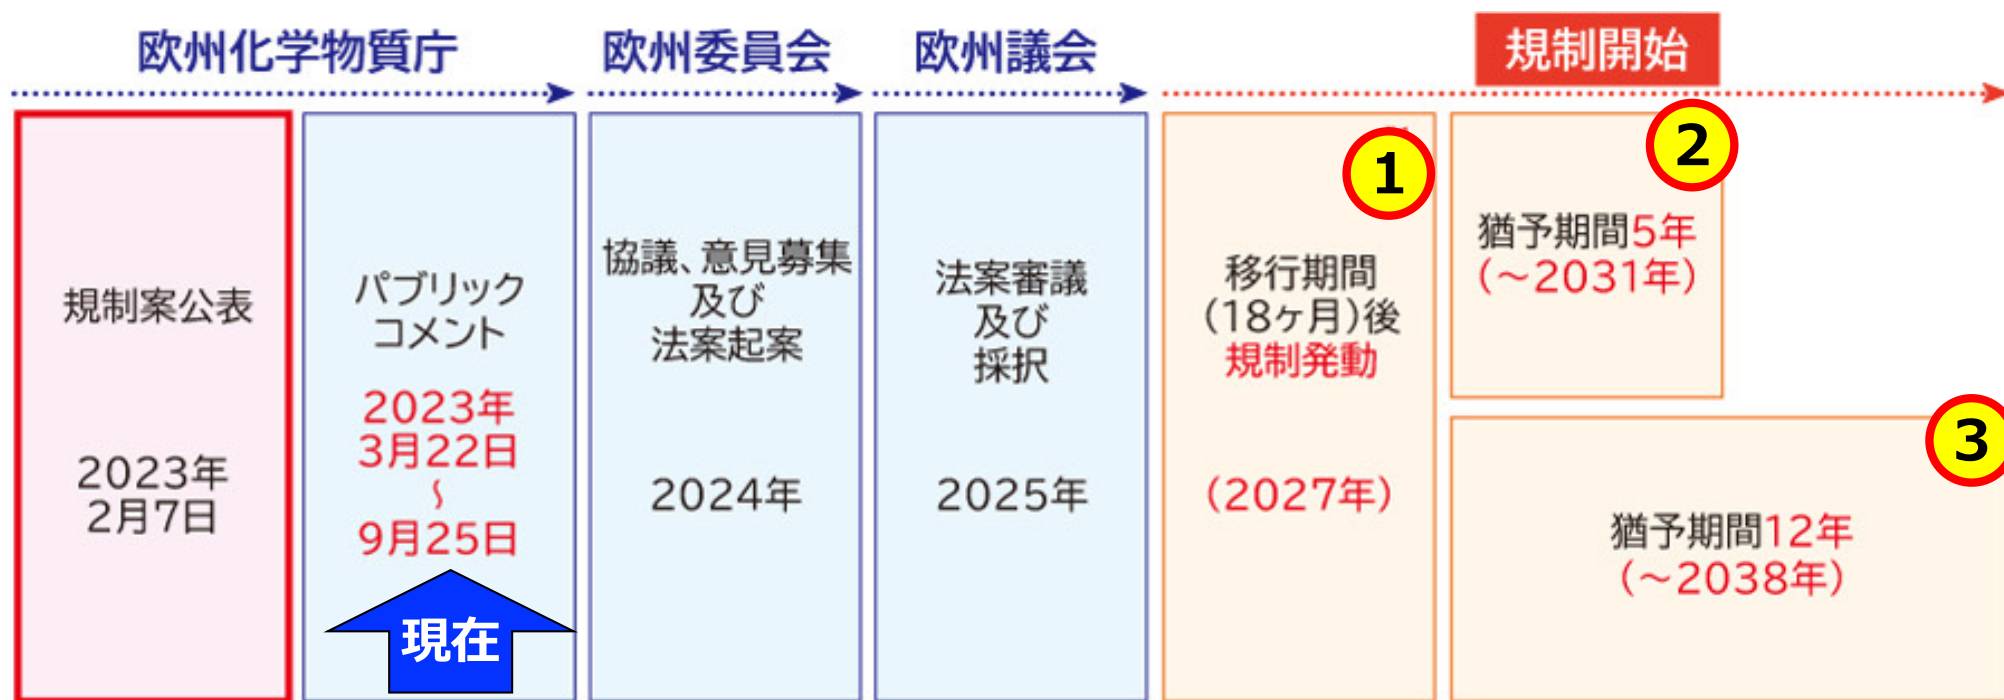 欧州化学物質庁
欧州委員会
欧州議会
規制開始
規制案公表
2023年
2月7日
パブリック
コメント
2023年
3月22日
~
9月25日
現在
協議、意見募集
及び
法案起案
2024年
法案審議
及び
採択
2025年
1
移行期間
(18ヶ月)後
規制発動
(2027年)
2
猶予期間5年
(~2031年)
3
猶予期間12年
(~2038年)